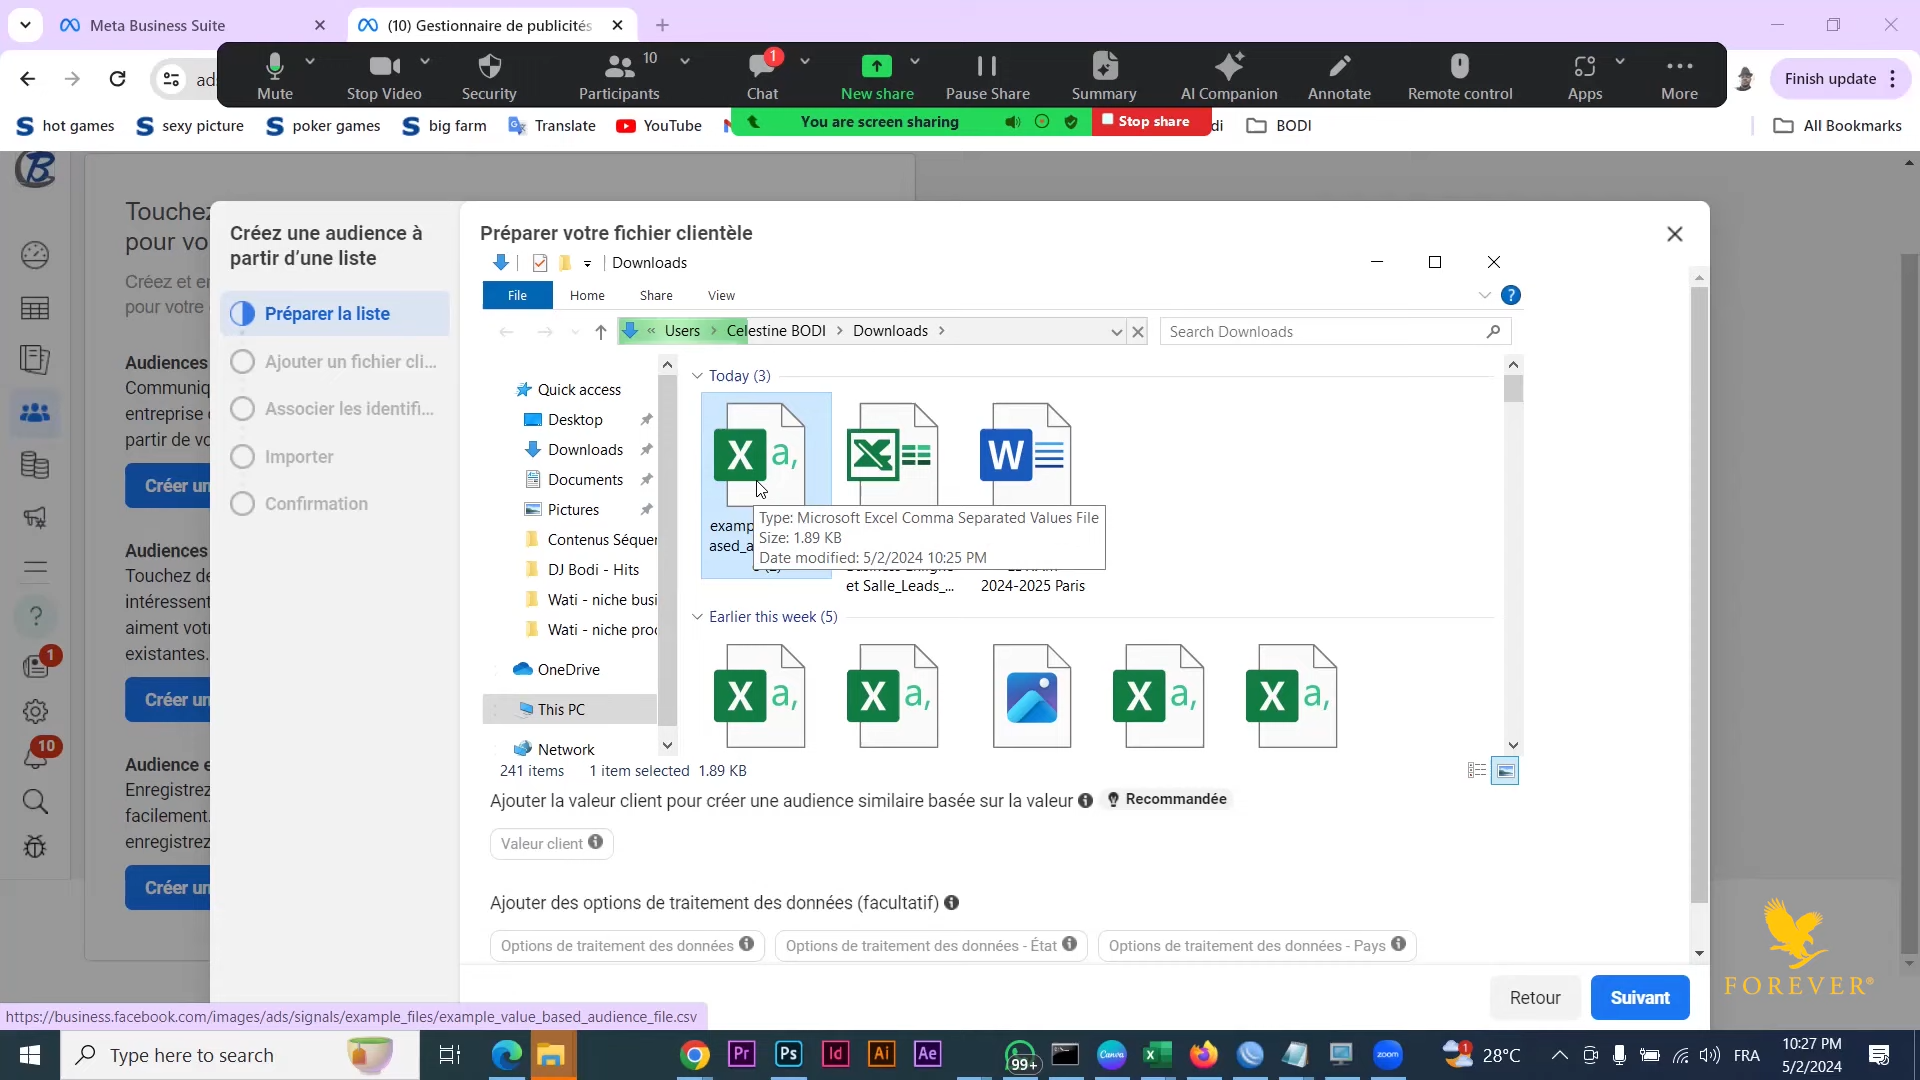 Meta Business Suite
(10) Gestionnaire de publicités
Mute
Stop Video
Security
10
Participants
1
Chat
New share
Pause Share
Summary
AI Companion
Annotate
Remote control
Apps
More
Finish update
hot games
sexy picture
poker games
big farm
Translate
YouTube
You are screen sharing
Stop share
BODI
All Bookmarks
Touchez
pour vo
Créez et en
pour votre
Audiences
Communiq
entreprise
partir de vo
Créer un
Audiences
Touchez de
intéressent
aiment votr
existantes.
Créer un
Audience e
Enregistrez
facilement.
enregistrez
Créer un
1
10
Créez une audience à
partir d’une liste
Préparer la liste
Ajouter un fichier cli...
Associer les identifi...
Importer
Confirmation
Préparer votre fichier clientèle
Downloads
File
Home
Share
View
« Users > Celestine BODI > Downloads >
Search Downloads
Quick access
Desktop
Downloads
Documents
Pictures
Contenus Séquen
DJ Bodi - Hits
Wati - niche busi
Wati - niche proc
OneDrive
This PC
Network
Today (3)
examp
ased_a
et Salle_Leads_...
2024-2025 Paris
Type: Microsoft Excel Comma Separated Values File
Size: 1.89 KB
Date modified: 5/2/2024 10:25 PM
Earlier this week (5)
241 items
1 item selected 1.89 KB
Ajouter la valeur client pour créer une audience similaire basée sur la valeur
Recommandée
Valeur client
Ajouter des options de traitement des données (facultatif)
Options de traitement des données
Options de traitement des données - État
Options de traitement des données - Pays
Retour
Suivant
FOREVER®
https://business.facebook.com/images/ads/signals/example_files/example_value_based_audience_file.csv
Type here to search
Pr
Ps
Id
Ai
Ae
99+
Canva
zoom
1
28°C
FRA
10:27 PM
5/2/2024